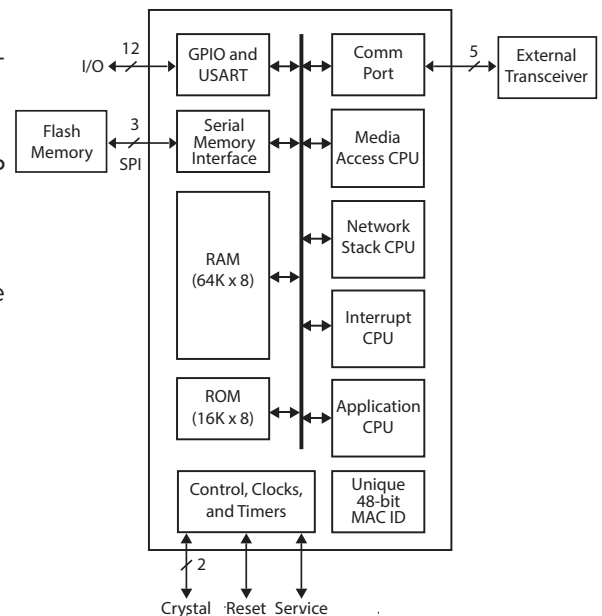 12
I/O
GPIO and
USART
Comm
Port
5
External
Transceiver
Flash
Memory
3
SPI
Serial
Memory
Interface
Media
Access CPU
RAM
(64K x 8)
Network
Stack CPU
Interrupt
CPU
ROM
(16K x 8)
Application
CPU
Control, Clocks,
and Timers
Unique
48-bit
MAC ID
2
Crystal
Reset
Service